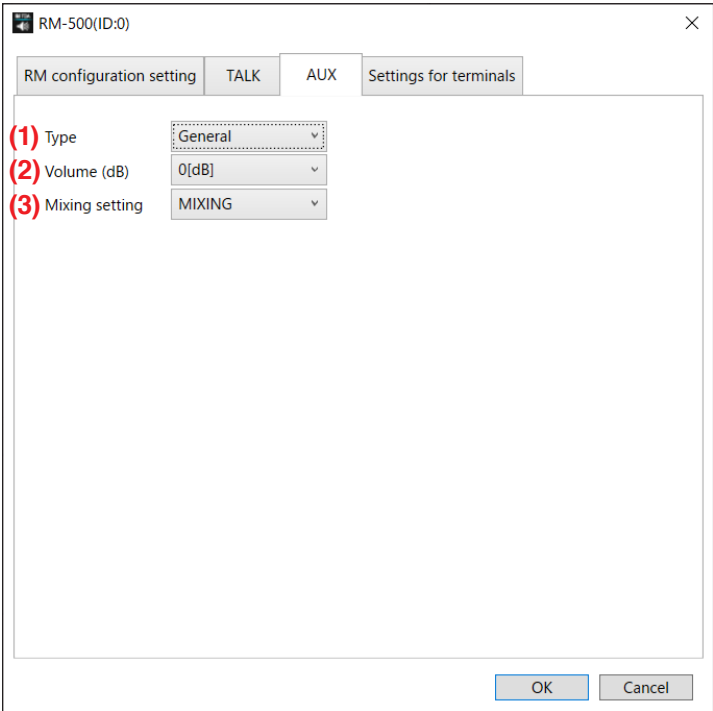 RM-500(ID:0)
RM configuration setting TALK AUX Settings for terminals
(1) Type General
(2) Volume (dB) 0[dB]
(3) Mixing setting MIXING
OK Cancel